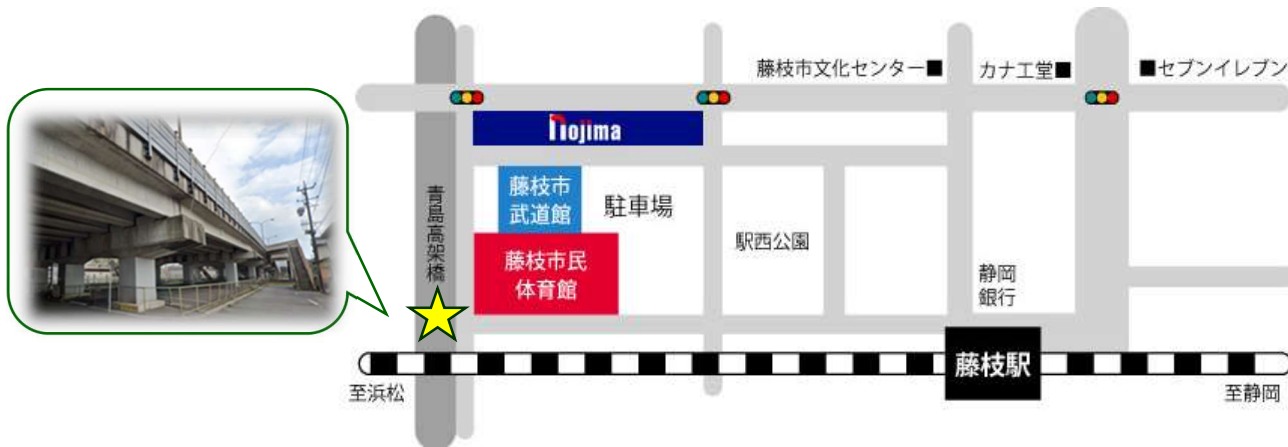 藤枝市文化センター■
カナエ堂■
■セブンイレブン
nojima
青島高架橋
藤枝市
武道館
駐車場
藤枝市民
体育館
駅西公園
静岡
銀行
藤枝駅
至浜松
至静岡